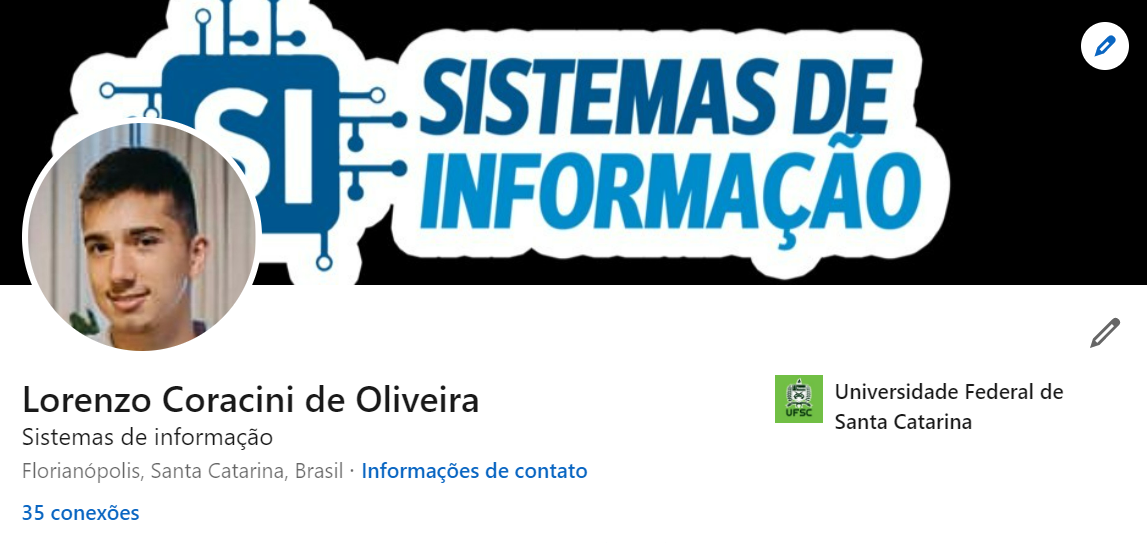 SI
SISTEMAS DE
INFORMAÇÃO
Lorenzo Coracini de Oliveira
Sistemas de informação
Florianópolis, Santa Catarina, Brasil · Informações de contato
35 conexões
UFSC
Universidade Federal de
Santa Catarina